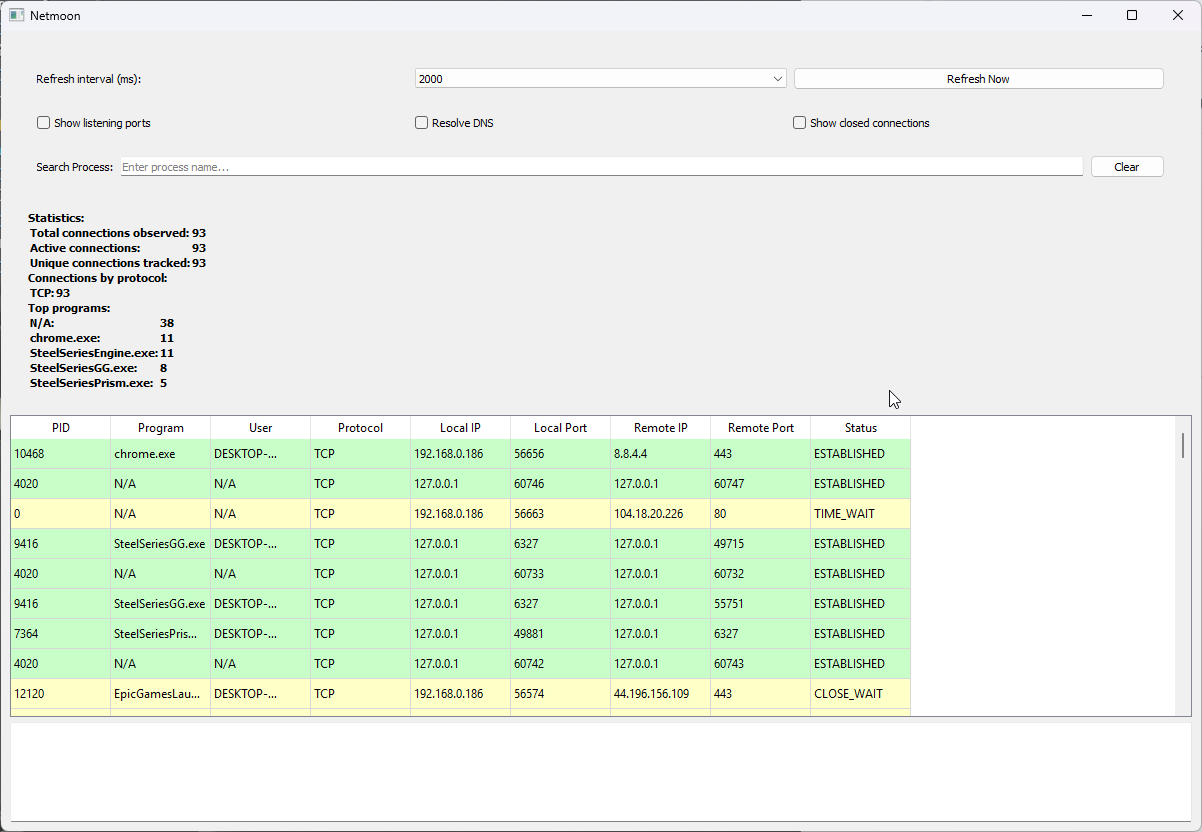 Netmoon
Refresh interval (ms): 2000 Refresh Now
Show listening ports Resolve DNS Show closed connections
Search Process: Enter process name... Clear
Statistics:
Total connections observed: 93
Active connections: 93
Unique connections tracked: 93
Connections by protocol:
TCP: 93
Top programs:
N/A: 38
chrome.exe: 11
SteelSeriesEngine.exe: 11
SteelSeriesGG.exe: 8
SteelSeriesPrism.exe: 5
PID Program User Protocol Local IP Local Port Remote IP Remote Port Status
10468 chrome.exe DESKTOP-... TCP 192.168.0.186 56656 8.8.4.4 443 ESTABLISHED
4020 N/A N/A TCP 127.0.0.1 60746 127.0.0.1 60747 ESTABLISHED
0 N/A N/A TCP 192.168.0.186 56663 104.18.20.226 80 TIME_WAIT
9416 SteelSeriesGG.exe DESKTOP-... TCP 127.0.0.1 6327 127.0.0.1 49715 ESTABLISHED
4020 N/A N/A TCP 127.0.0.1 60733 127.0.0.1 60732 ESTABLISHED
9416 SteelSeriesGG.exe DESKTOP-... TCP 127.0.0.1 6327 127.0.0.1 55751 ESTABLISHED
7364 SteelSeriesPris... DESKTOP-... TCP 127.0.0.1 49881 127.0.0.1 6327 ESTABLISHED
4020 N/A N/A TCP 127.0.0.1 60742 127.0.0.1 60743 ESTABLISHED
12120 EpicGamesLau... DESKTOP-... TCP 192.168.0.186 56574 44.196.156.109 443 CLOSE_WAIT